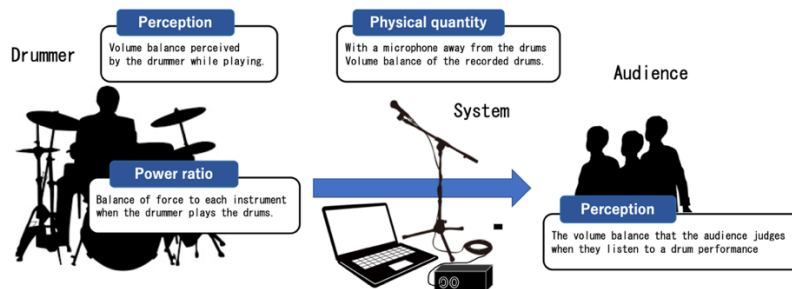 Perception
Volume balance perceived
by the drummer while playing.
Drummer
Physical quantity
With a microphone away from the drums
Volume balance of the recorded drums.
Audience
System
Power ratio
Balance of force to each instrument
when the drummer plays the drums.
Perception
The volume balance that the audience judges
when they listen to a drum performance